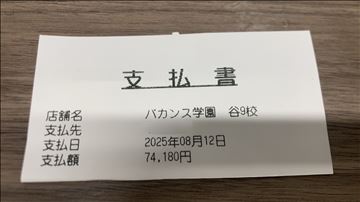 支払書
店舗名 バカンス学園 谷9校
支払先
支払日 2025年08月12日
支払額 74,180円